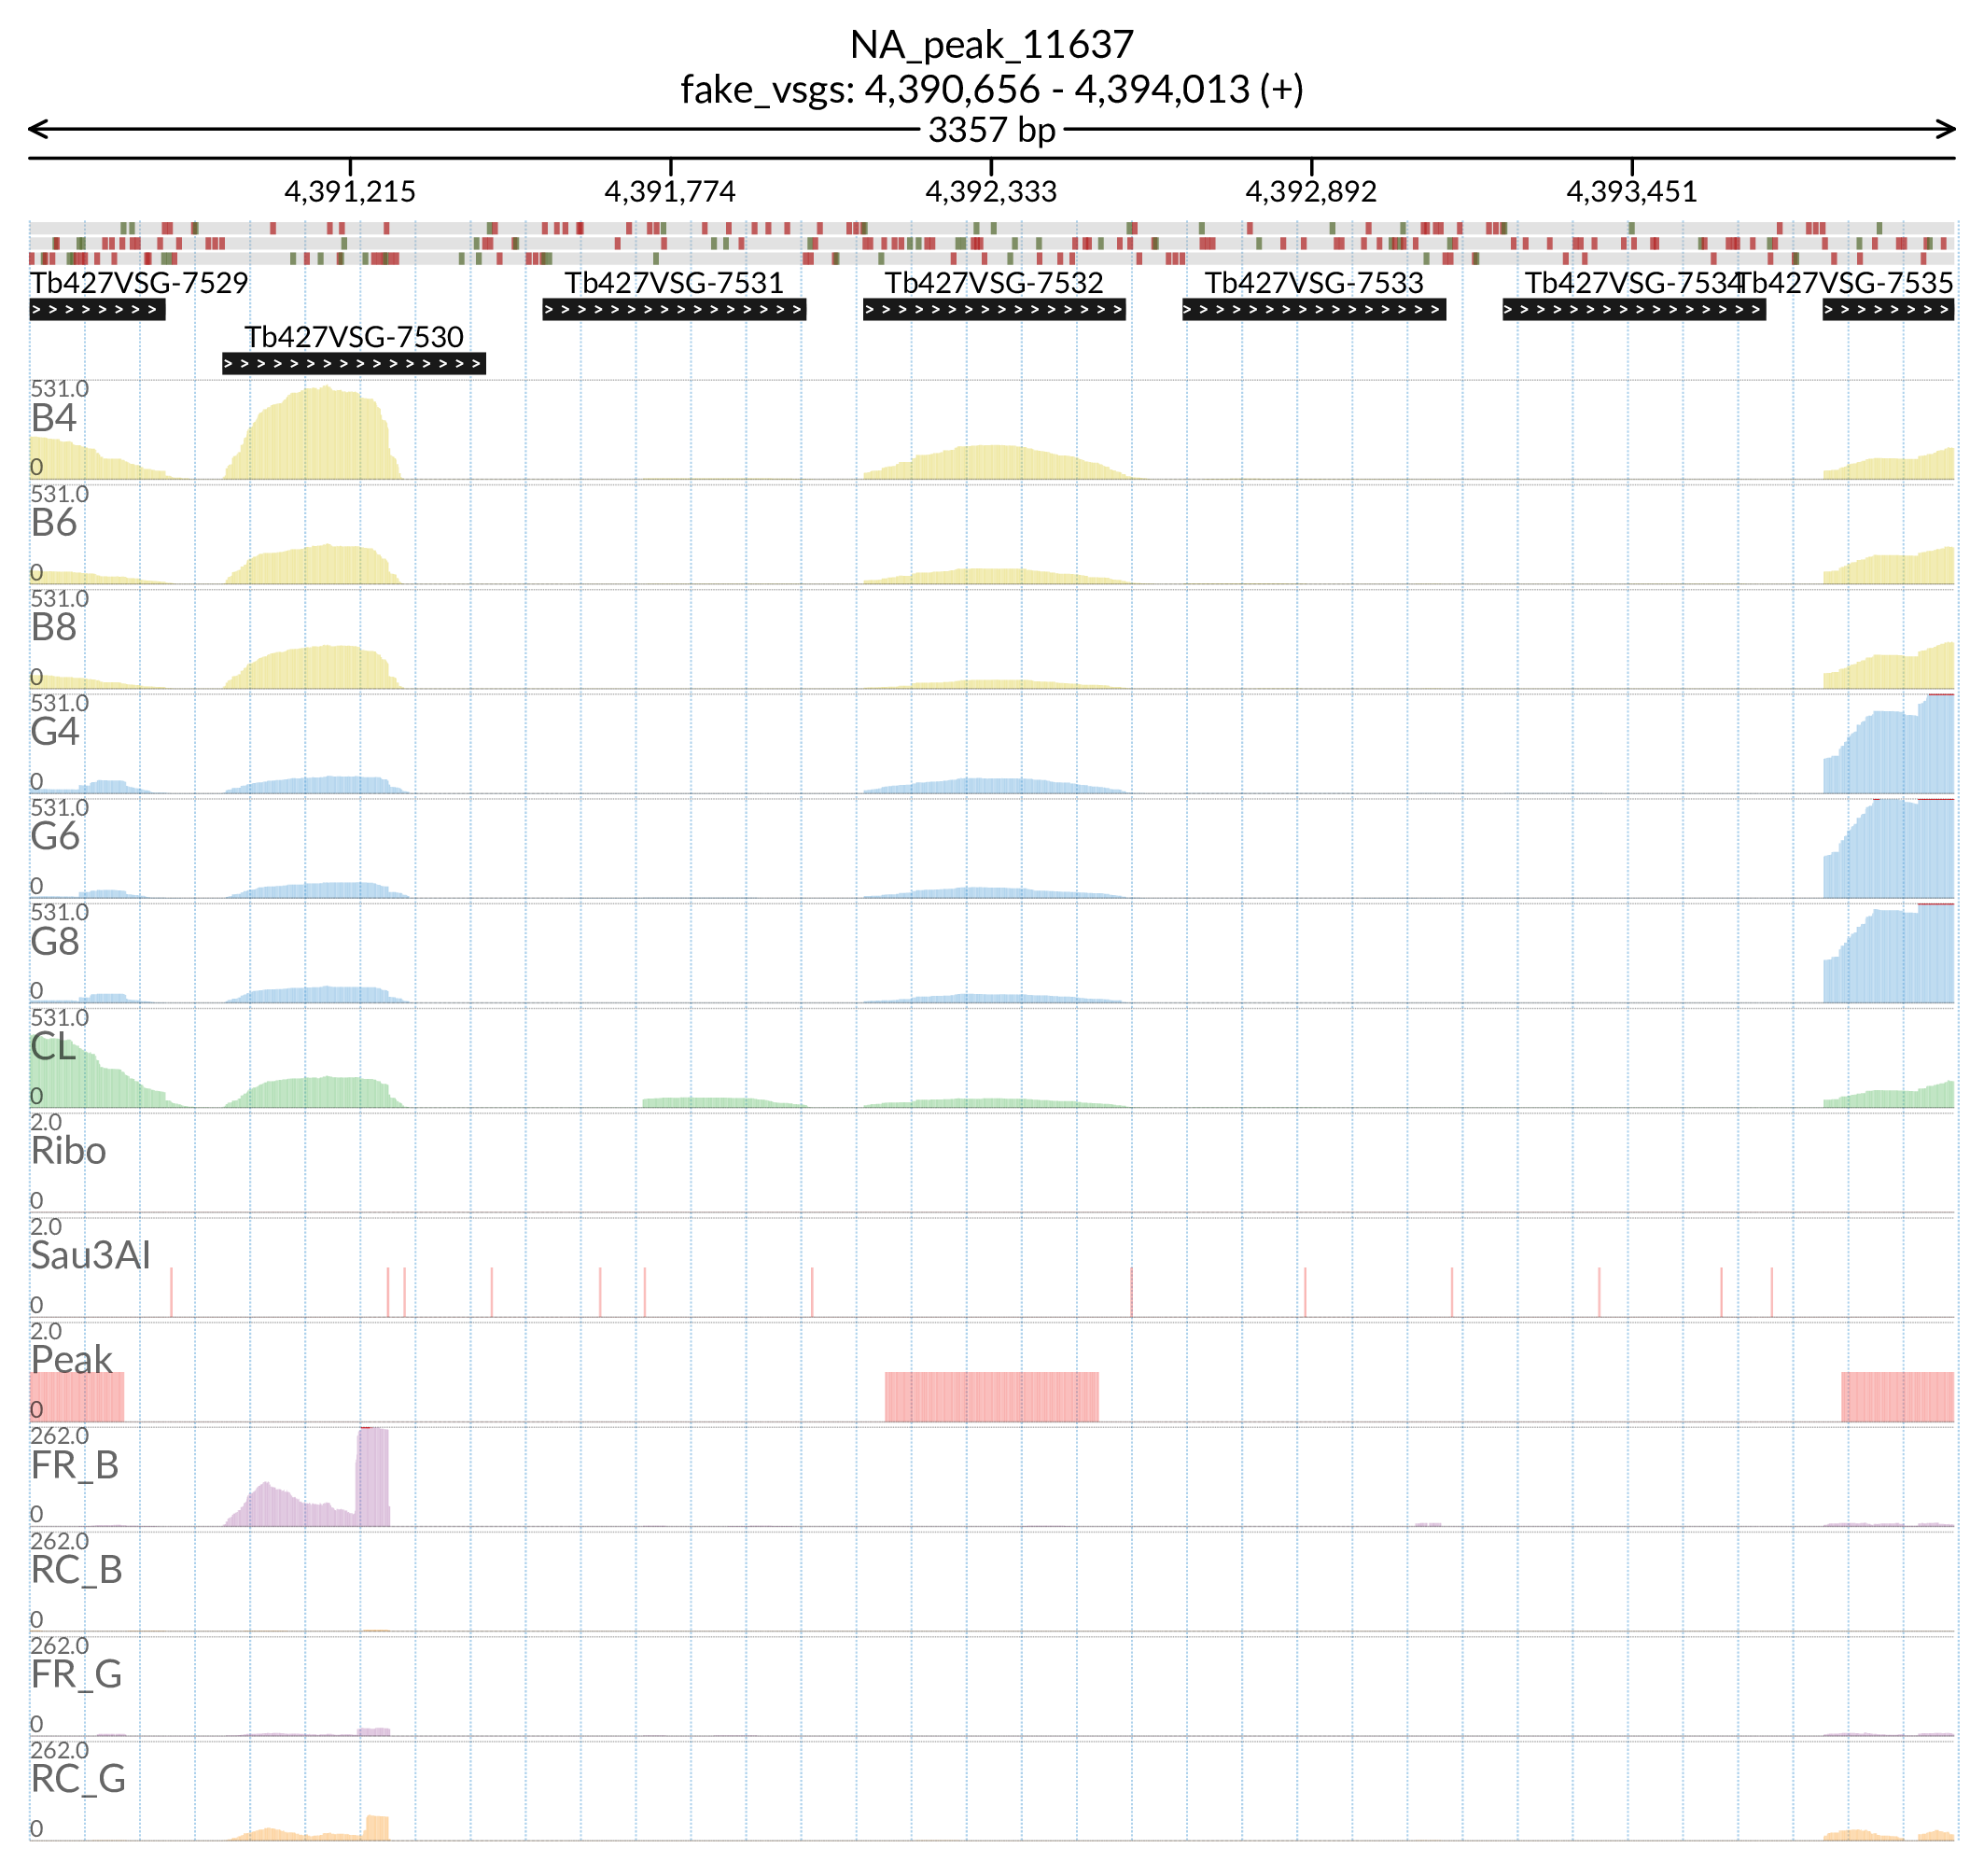 NA_peak_11637
fake_vsgs: 4,390,656 - 4,394,013 (+)
3357 bp
4,391,215 4,391,774 4,392,333 4,392,892 4,393,451
Tb427VSG-7529 Tb427VSG-7531 Tb427VSG-7532 Tb427VSG-7533 Tb427VSG-7534 Tb427VSG-7535
Tb427VSG-7530
531.0
B4
0
531.0
B6
0
531.0
B8
0
531.0
G4
0
531.0
G6
0
531.0
G8
0
531.0
CL
0
2.0
Ribo
0
2.0
Sau3AI
0
2.0
Peak
0
262.0
FR_B
0
262.0
RC_B
0
262.0
FR_G
0
262.0
RC_G
0